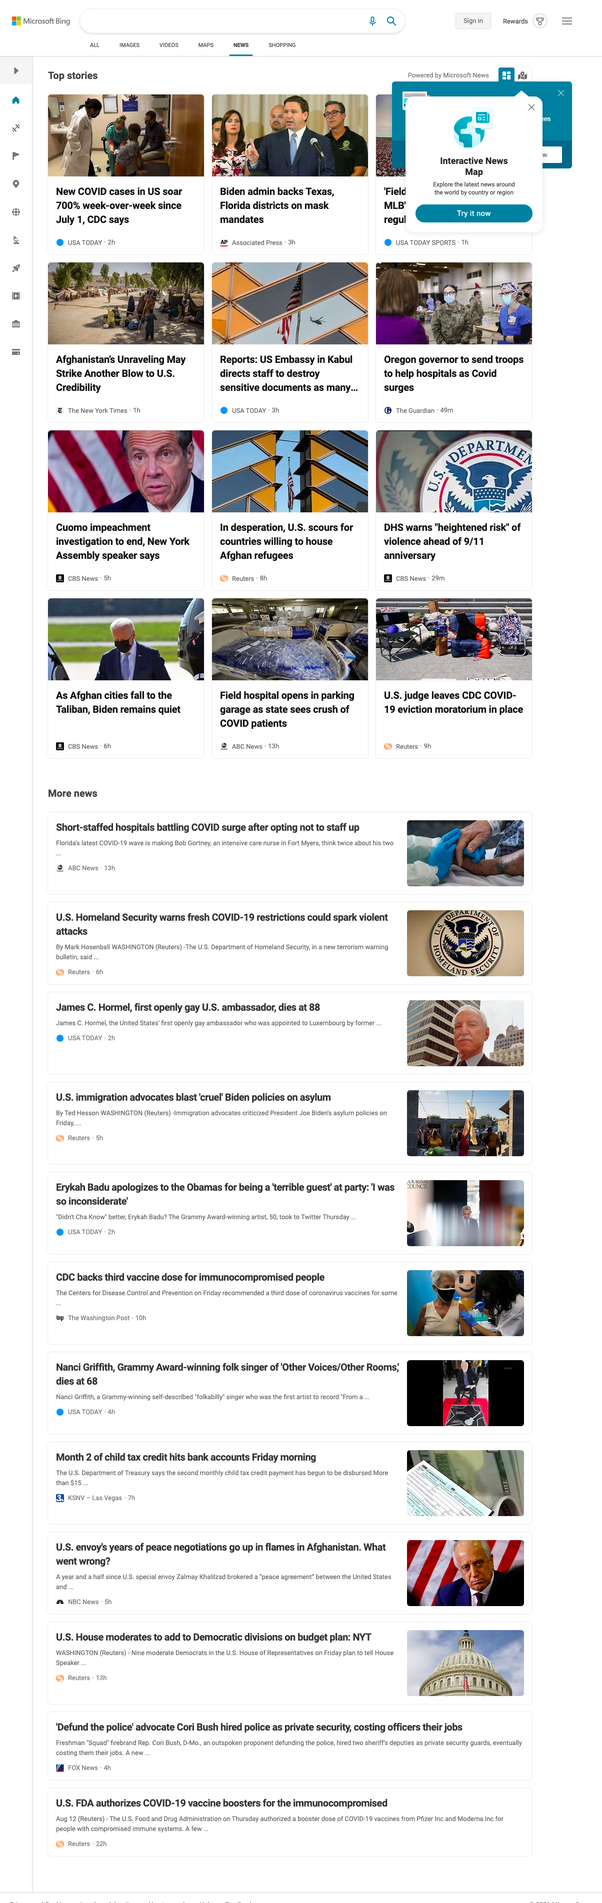 Microsoft Bing
Sign in
Rewards
ALL
IMAGES
VIDEOS
MAPS
NEWS
SHOPPING
Top stories
Powered by Microsoft News
Interactive News
Map
Explore the latest news around
the world by country or region
Try it now
New COVID cases in US soar
700% week-over-week since
July 1, CDC says
USA TODAY · 2h
Biden admin backs Texas,
Florida districts on mask
mandates
AP Associated Press · 3h
'Field
MLB'
regul
USA TODAY SPORTS · 1h
Afghanistan's Unraveling May
Strike Another Blow to U.S.
Credibility
The New York Times · 1h
Reports: US Embassy in Kabul
directs staff to destroy
sensitive documents as many...
USA TODAY · 3h
Oregon governor to send troops
to help hospitals as Covid
surges
The Guardian · 49m
Cuomo impeachment
investigation to end, New York
Assembly speaker says
CBS News · 5h
In desperation, U.S. scours for
countries willing to house
Afghan refugees
Reuters · 8h
U.S. DEPARTMENT
DHS warns "heightened risk" of
violence ahead of 9/11
anniversary
CBS News · 29m
As Afghan cities fall to the
Taliban, Biden remains quiet
CBS News · 6h
Field hospital opens in parking
garage as state sees crush of
COVID patients
ABC News · 13h
U.S. judge leaves CDC COVID-
19 eviction moratorium in place
Reuters · 9h
More news
Short-staffed hospitals battling COVID surge after opting not to staff up
Florida's latest COVID-19 wave is making Bob Gortney, an intensive care nurse in Fort Myers, think twice about his two
...
ABC News · 13h
U.S. Homeland Security warns fresh COVID-19 restrictions could spark violent
attacks
By Mark Hosenball WASHINGTON (Reuters) -The U.S. Department of Homeland Security, in a new terrorism warning
bulletin, said ...
Reuters · 6h
U.S. DEPARTMENT OF
HOMELAND SECURITY
James C. Hormel, first openly gay U.S. ambassador, dies at 88
James C. Hormel, the United States' first openly gay ambassador who was appointed to Luxembourg by former ...
USA TODAY · 2h
U.S. immigration advocates blast 'cruel' Biden policies on asylum
By Ted Hesson WASHINGTON (Reuters) -Immigration advocates criticized President Joe Biden's asylum policies on
Friday, ...
Reuters · 5h
Erykah Badu apologizes to the Obamas for being a 'terrible guest' at party: 'I was
so inconsiderate'
"Didn't Cha Know" better, Erykah Badu? The Grammy Award-winning artist, 50, took to Twitter Thursday ...
USA TODAY · 2h
CDC backs third vaccine dose for immunocompromised people
The Centers for Disease Control and Prevention on Friday recommended a third dose of coronavirus vaccines for some
...
wp The Washington Post · 10h
Nanci Griffith, Grammy Award-winning folk singer of 'Other Voices/Other Rooms,'
dies at 68
Nanci Griffith, a Grammy-winning self-described "folkabilly" singer who was the first artist to record "From a ...
USA TODAY · 4h
Month 2 of child tax credit hits bank accounts Friday morning
The U.S. Department of Treasury says the second monthly child tax credit payment has begun to be disbursed.More
than $15 ...
KSNV – Las Vegas · 7h
U.S. envoy's years of peace negotiations go up in flames in Afghanistan. What
went wrong?
A year and a half since U.S. special envoy Zalmay Khalilzad brokered a "peace agreement" between the United States
and ...
NBC News · 5h
U.S. House moderates to add to Democratic divisions on budget plan: NYT
WASHINGTON (Reuters) - Nine moderate Democrats in the U.S. House of Representatives on Friday plan to tell House
Speaker ...
Reuters · 13h
'Defund the police' advocate Cori Bush hired police as private security, costing officers their jobs
Freshman "Squad" firebrand Rep. Cori Bush, D-Mo., an outspoken proponent defunding the police, hired two sheriff's deputies as private security guards, eventually
costing them their jobs. A new ...
FOX News · 4h
U.S. FDA authorizes COVID-19 vaccine boosters for the immunocompromised
Aug 12 (Reuters) - The U.S. Food and Drug Administration on Thursday authorized a booster dose of COVID-19 vaccines from Pfizer Inc and Moderna Inc for
people with compromised immune systems. A few ...
Reuters · 22h